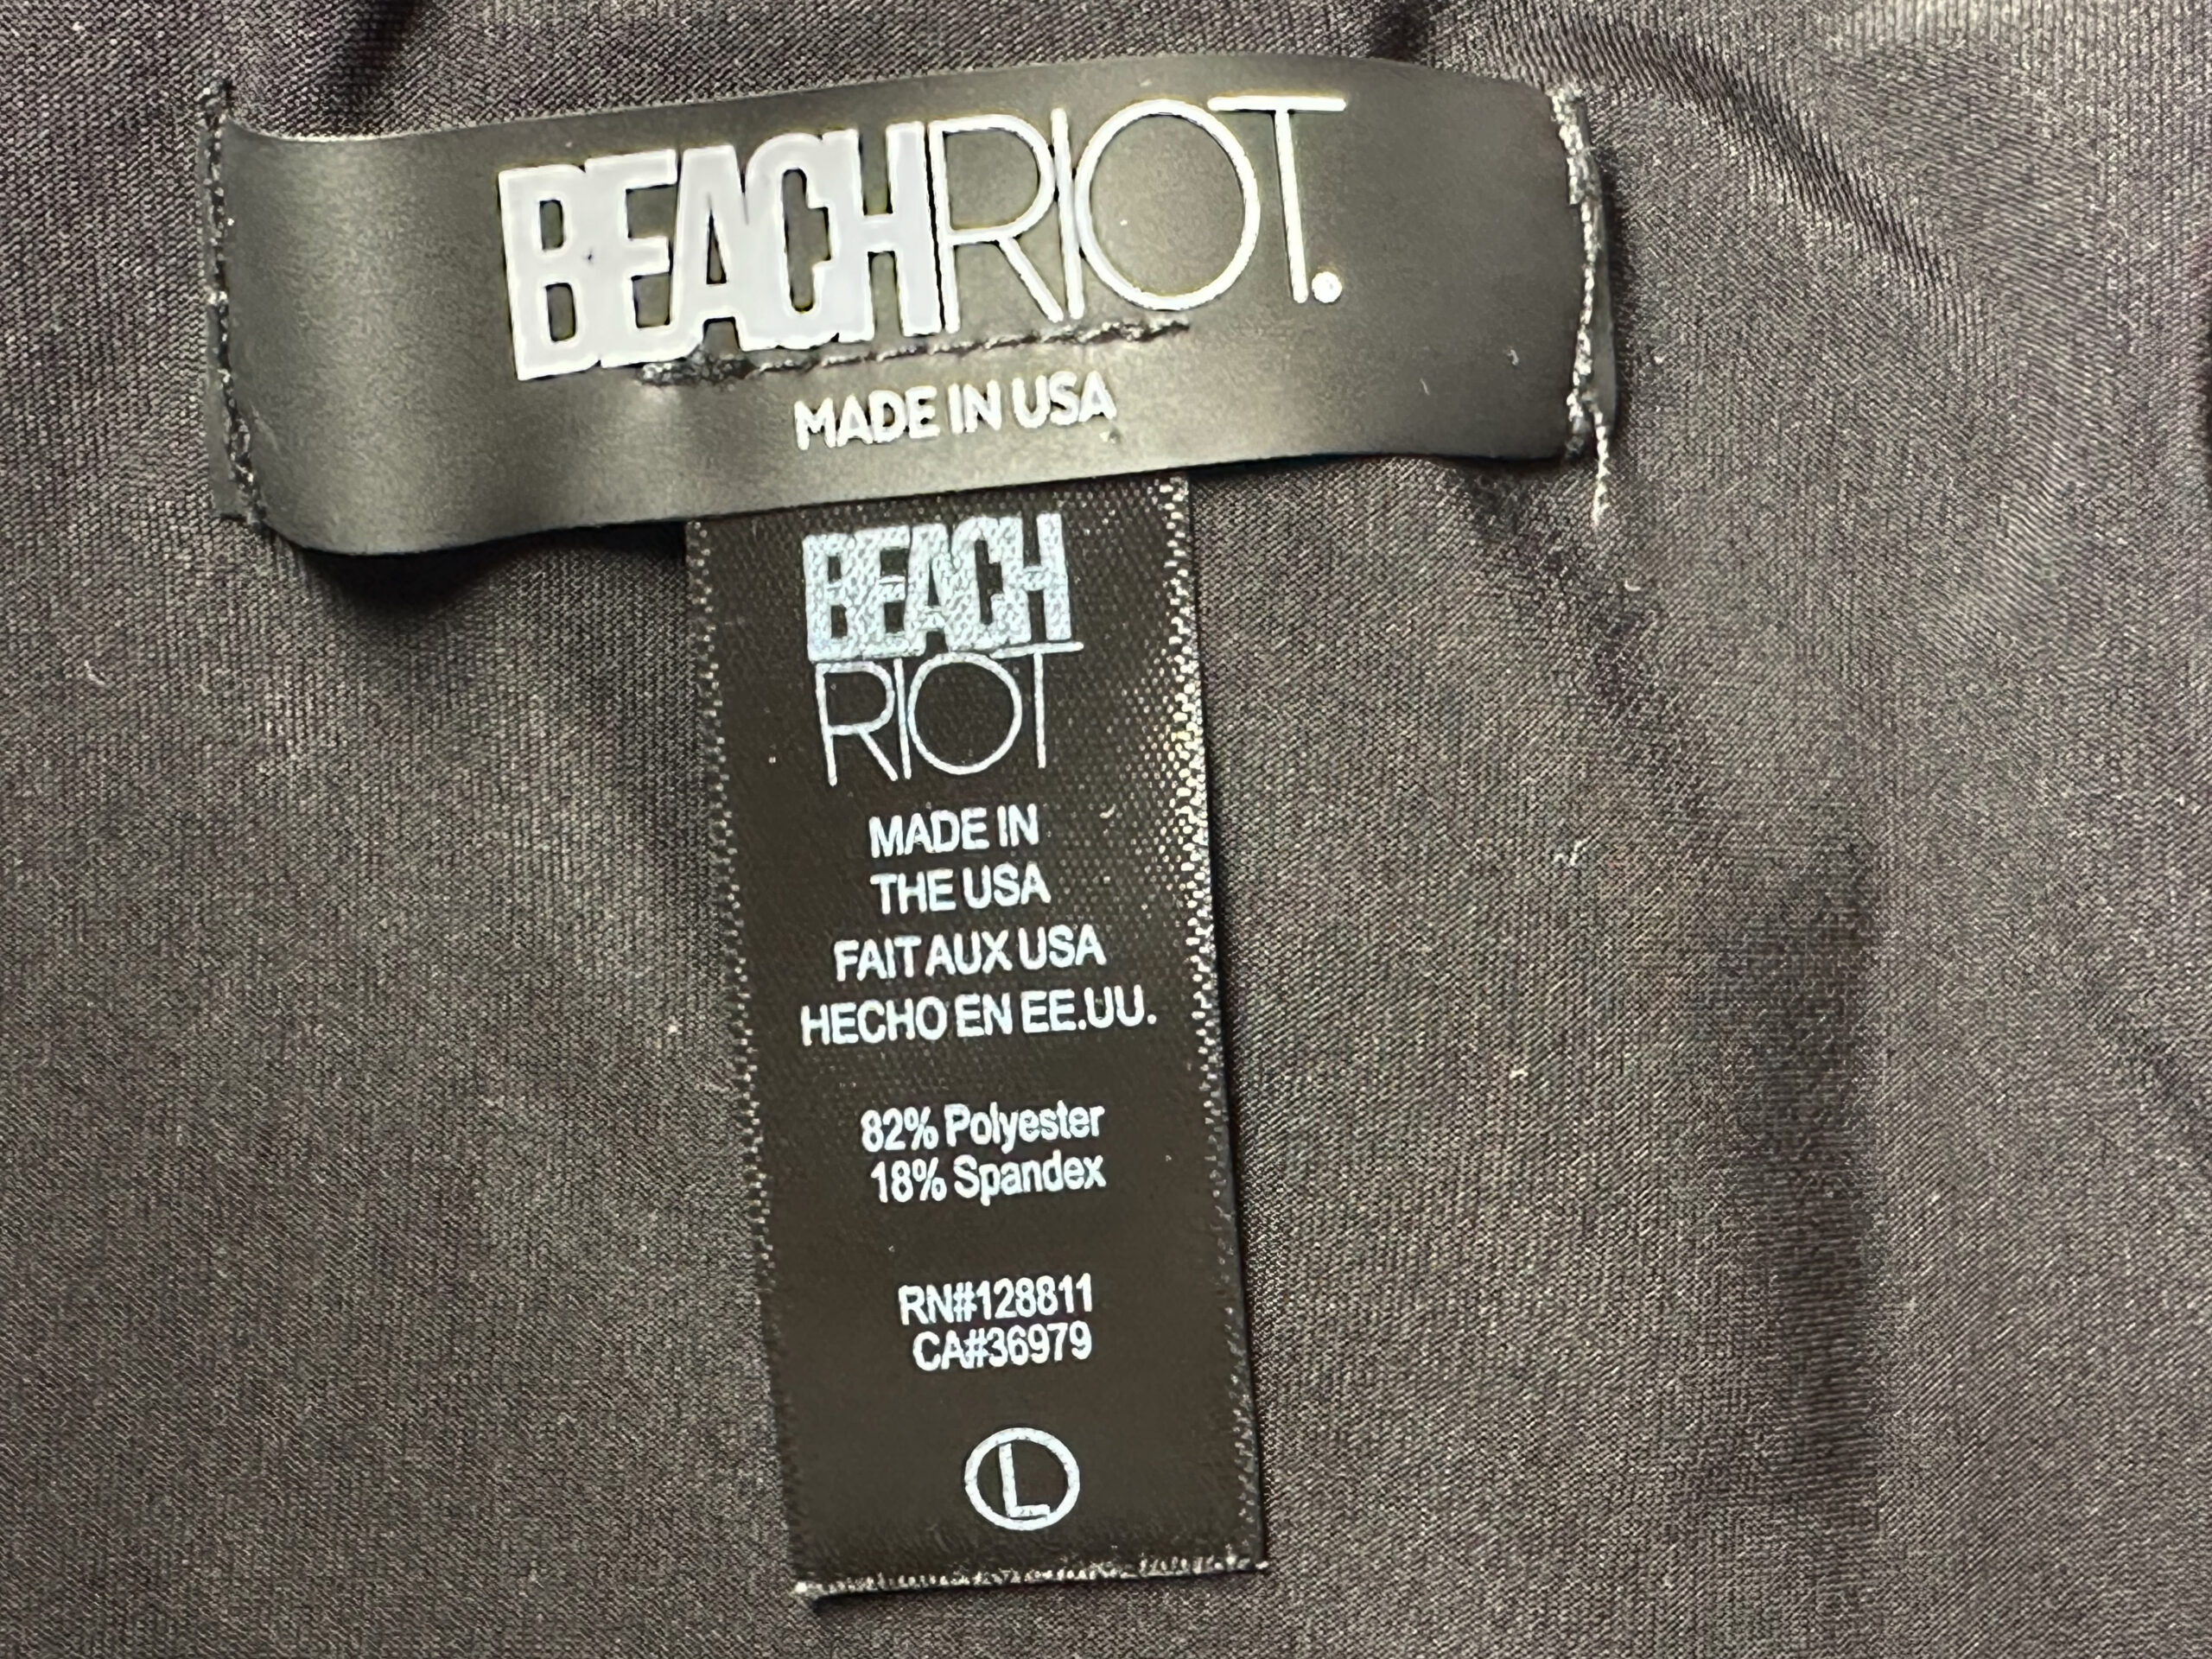 BEACHRIOT.
MADE IN USA
BEACH
RIOT
MADE IN
THE USA
FAIT AUX USA
HECHO EN EE.UU.
82% Polyester
18% Spandex
RN#128811
CA#36979
L